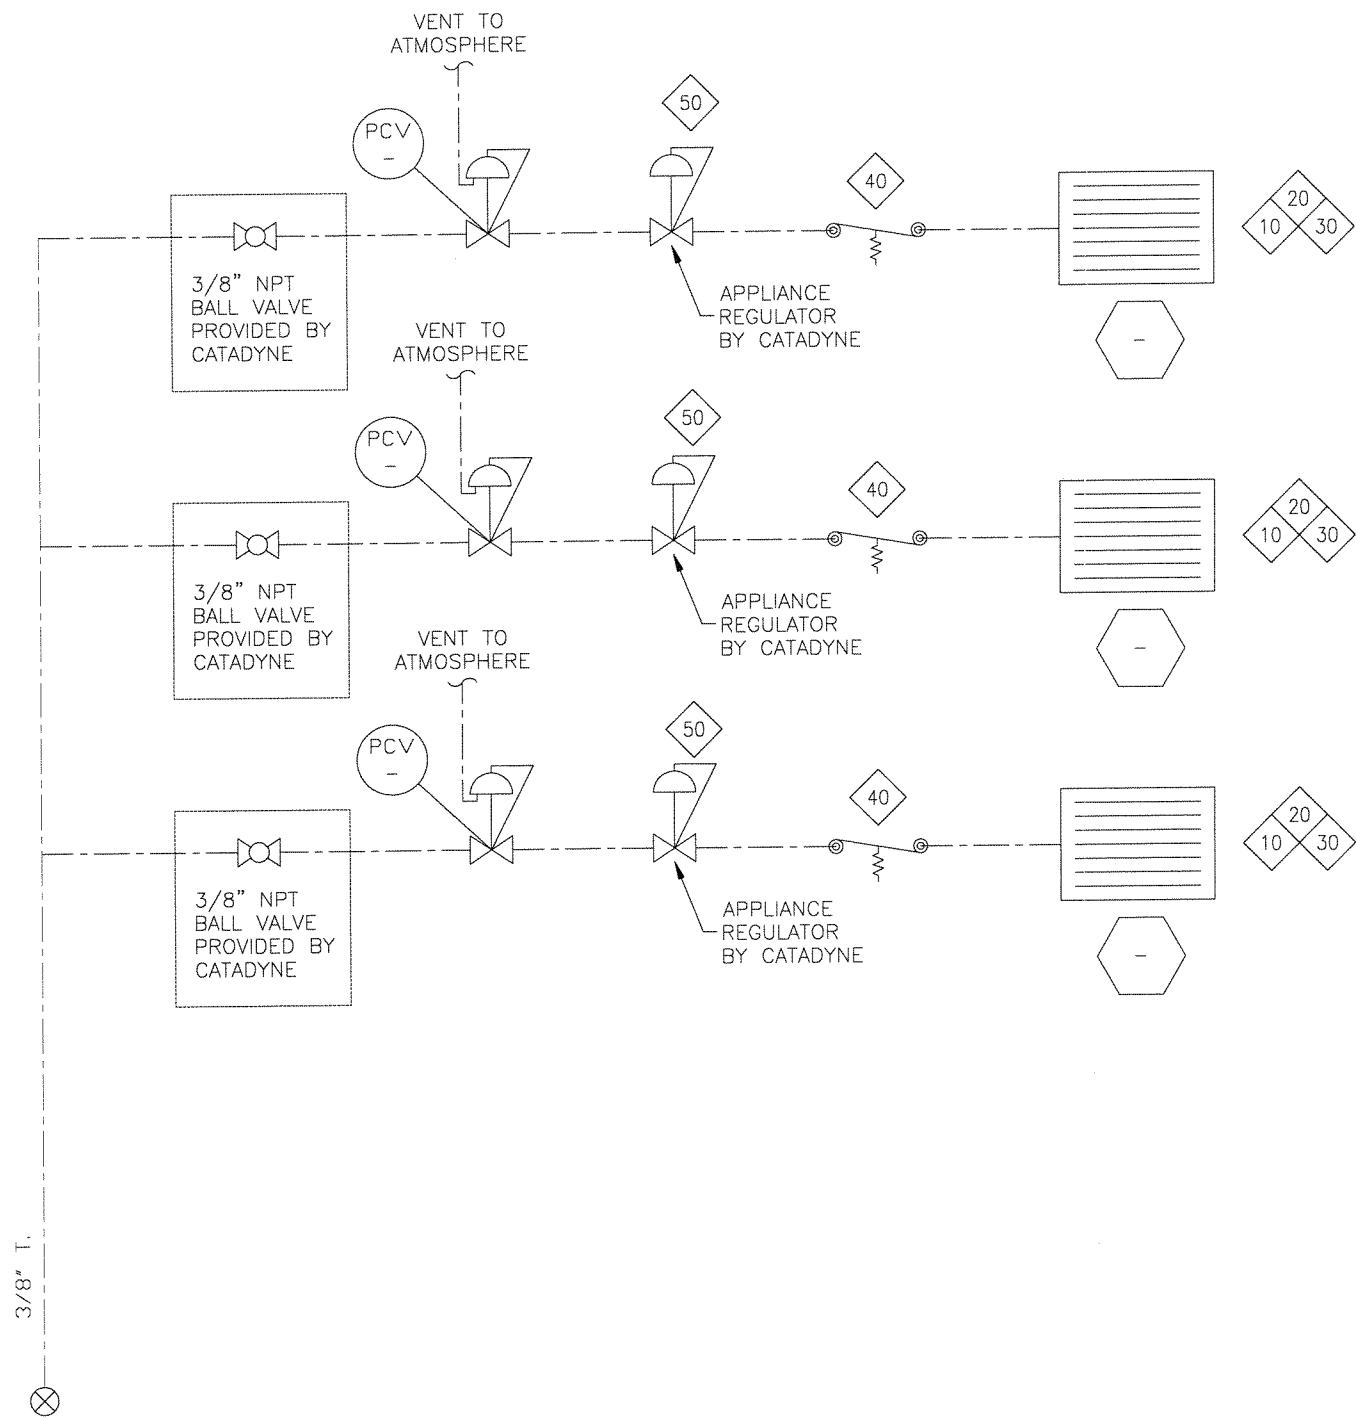 VENT TO
ATMOSPHERE
50
PCV
-
40
20
10
30
3/8" NPT
BALL VALVE
PROVIDED BY
CATADYNE
APPLIANCE
REGULATOR
BY CATADYNE
-
VENT TO
ATMOSPHERE
50
PCV
-
40
20
10
30
3/8" NPT
BALL VALVE
PROVIDED BY
CATADYNE
APPLIANCE
REGULATOR
BY CATADYNE
-
VENT TO
ATMOSPHERE
50
PCV
-
40
20
10
30
3/8" NPT
BALL VALVE
PROVIDED BY
CATADYNE
APPLIANCE
REGULATOR
BY CATADYNE
-
3/8" T.